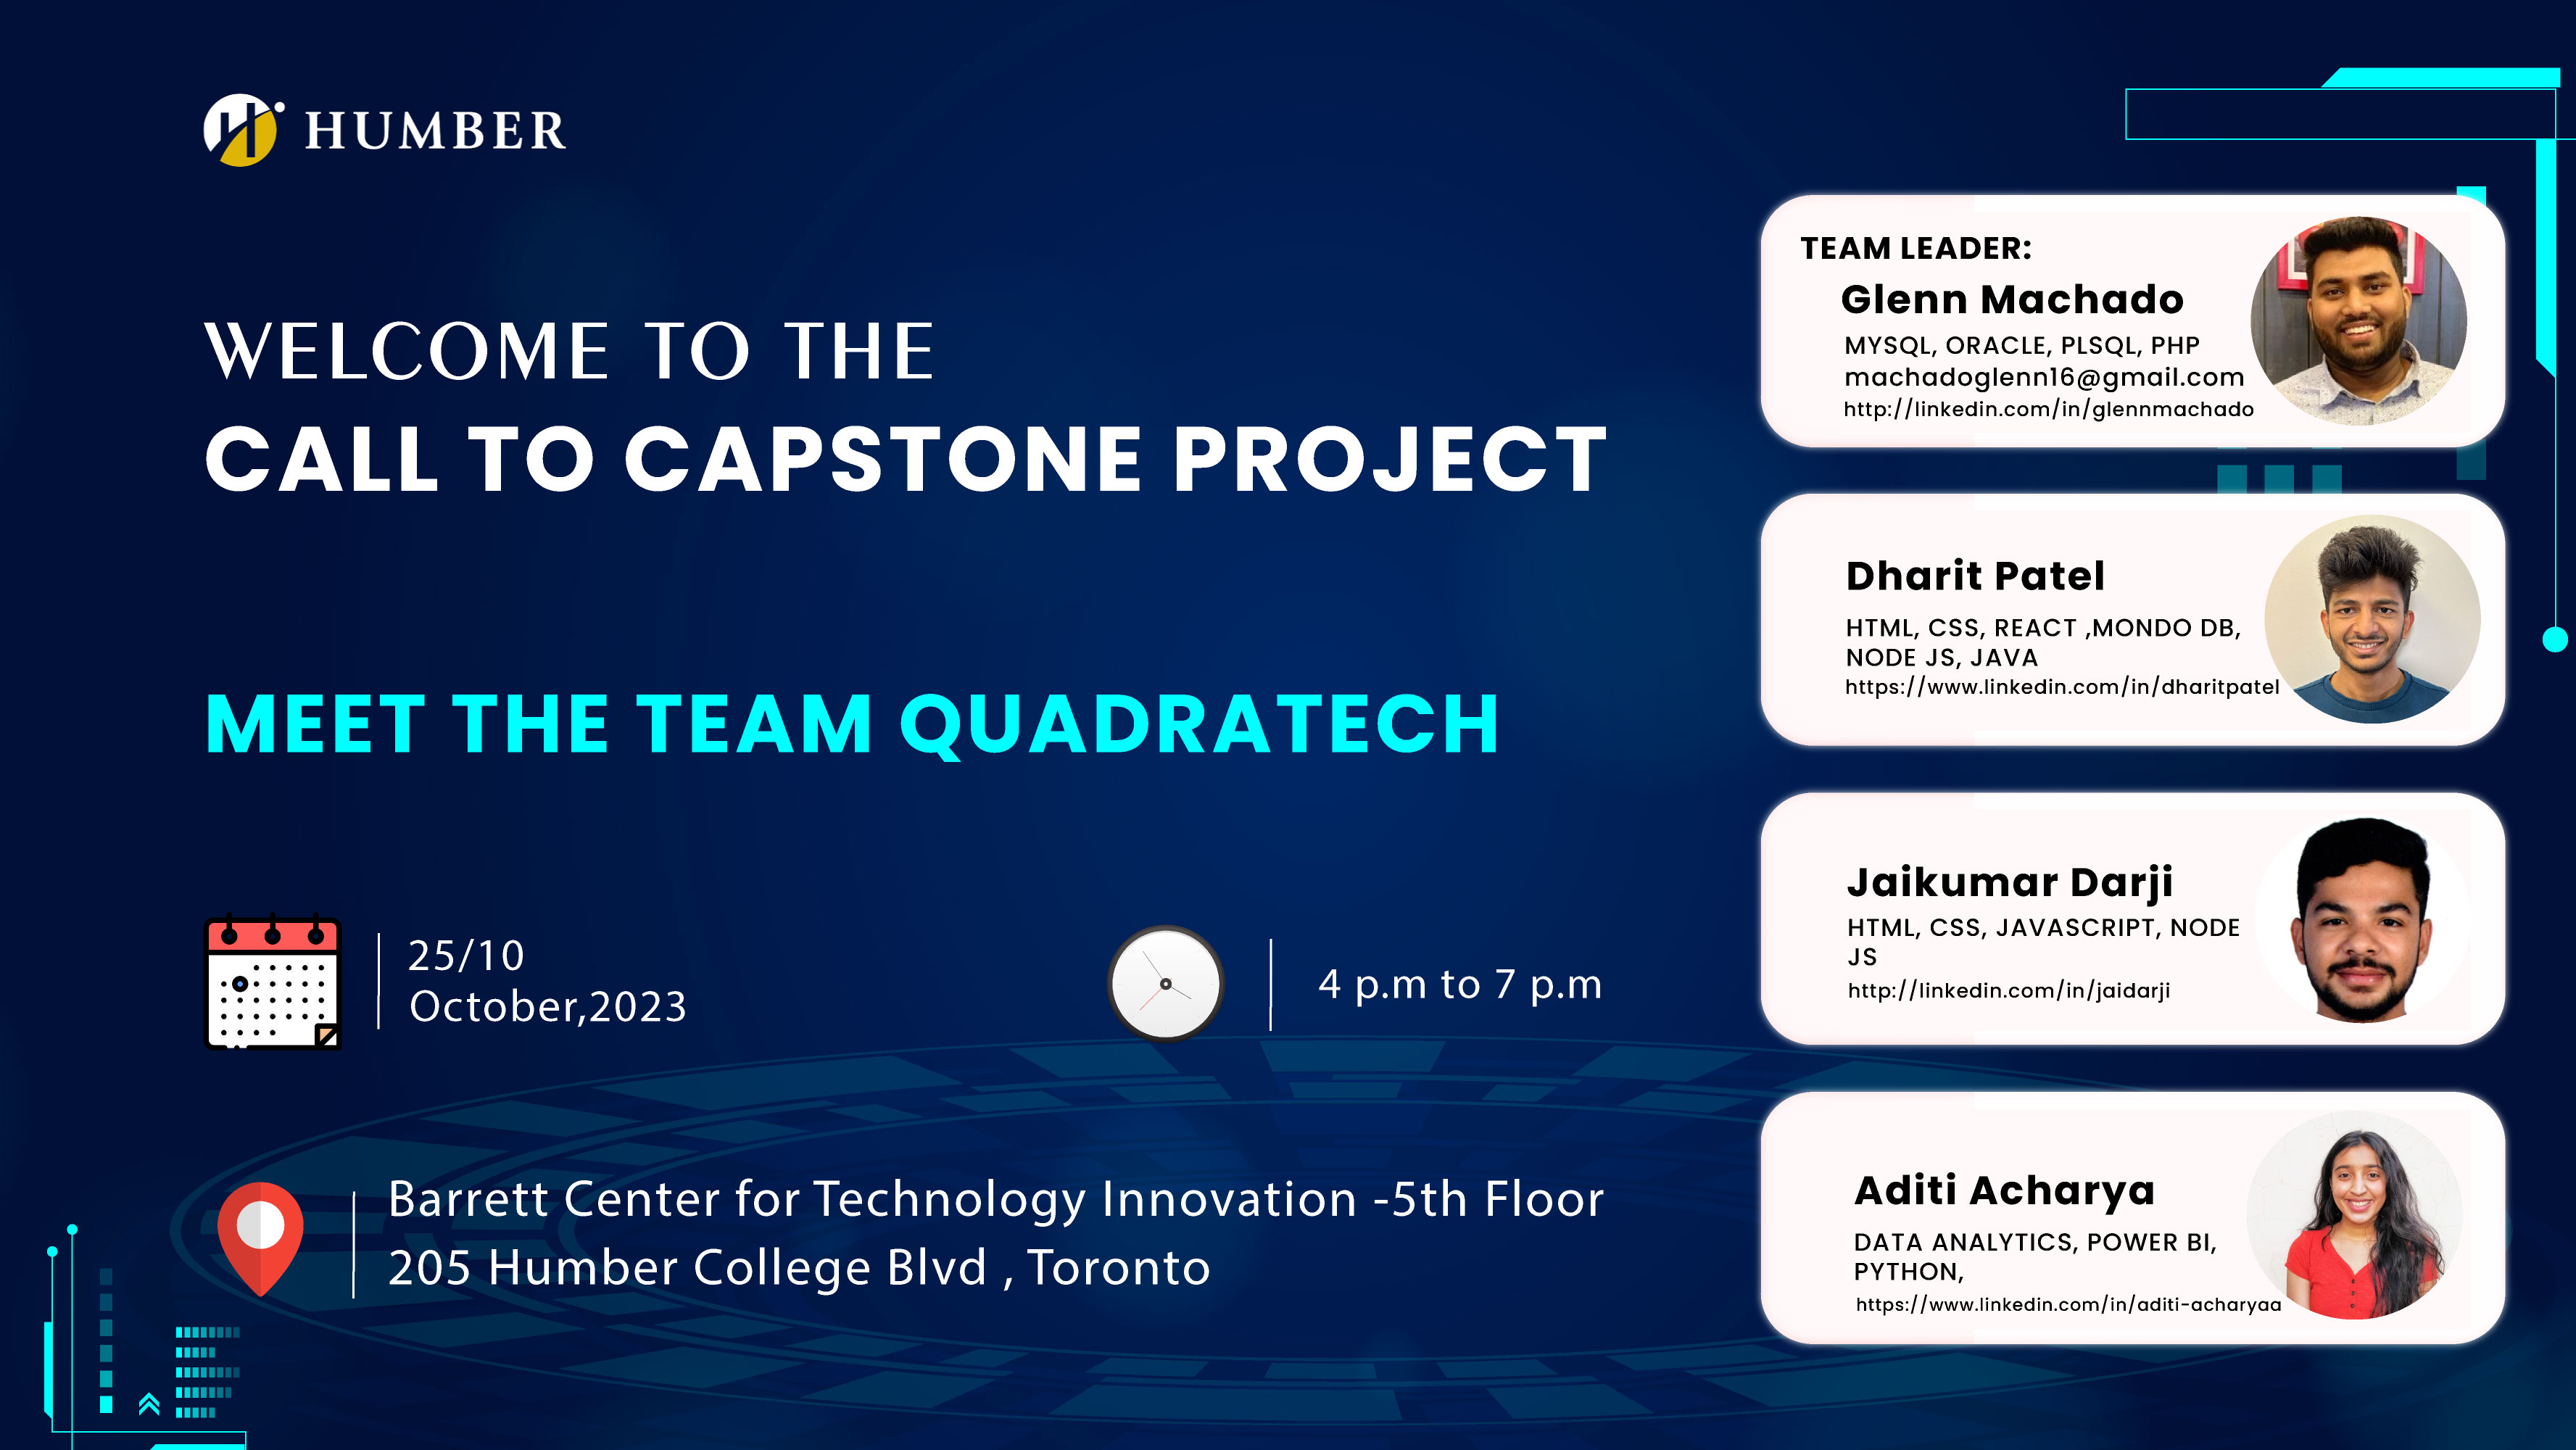 HUMBER
WELCOME TO THE
CALL TO CAPSTONE PROJECT
MEET THE TEAM QUADRATECH
25/10
October,2023
4 p.m to 7 p.m
Barrett Center for Technology Innovation -5th Floor
205 Humber College Blvd , Toronto
TEAM LEADER:
Glenn Machado
MYSQL, ORACLE, PLSQL, PHP
machadoglenn16@gmail.com
http://linkedin.com/in/glennmachado
Dharit Patel
HTML, CSS, REACT ,MONDO DB,
NODE JS, JAVA
https://www.linkedin.com/in/dharitpatel
Jaikumar Darji
HTML, CSS, JAVASCRIPT, NODE
JS
http://linkedin.com/in/jaidarji
Aditi Acharya
DATA ANALYTICS, POWER BI,
PYTHON,
https://www.linkedin.com/in/aditi-acharyaa